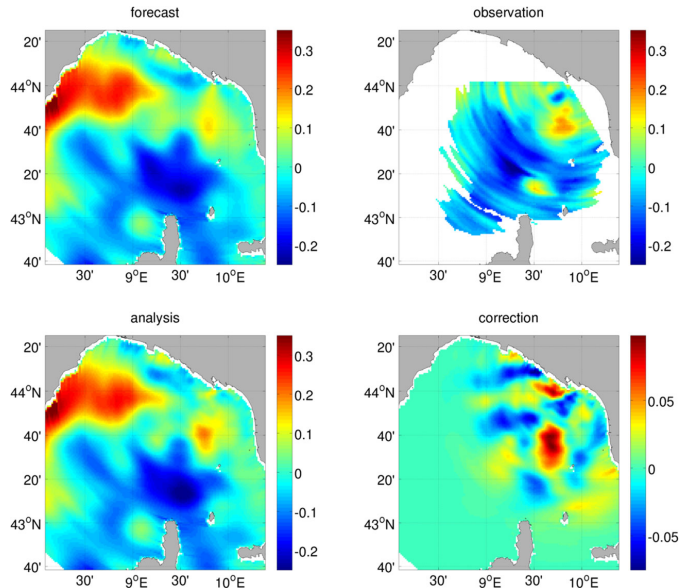 forecast
20'
44°N
40'
20'
43°N
40'
30'
9°E
30'
10°E
0.3
0.2
0.1
0
-0.1
-0.2
observation
20'
44°N
40'
20'
43°N
40'
30'
9°E
30'
10°E
0.3
0.2
0.1
0
-0.1
-0.2
analysis
20'
44°N
40'
20'
43°N
40'
30'
9°E
30'
10°E
0.3
0.2
0.1
0
-0.1
-0.2
correction
20'
44°N
40'
20'
43°N
40'
30'
9°E
30'
10°E
0.05
0
-0.05